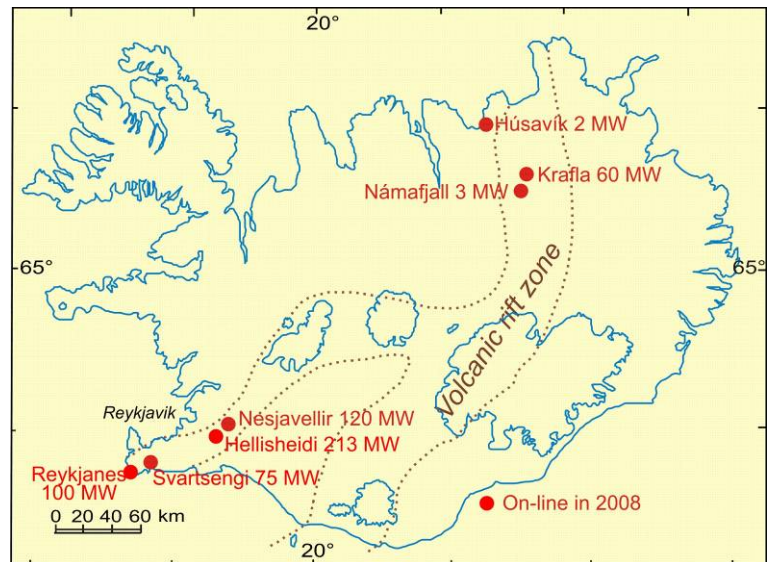 20°
Húsavík 2 MW
Krafla 60 MW
Námafjall 3 MW
65°
65°
Volcanic rift zone
Reykjavik
Nesjavellir 120 MW
Hellisheidi 213 MW
Reykjanes
100 MW
Svartsengi 75 MW
On-line in 2008
0 20 40 60 km
20°